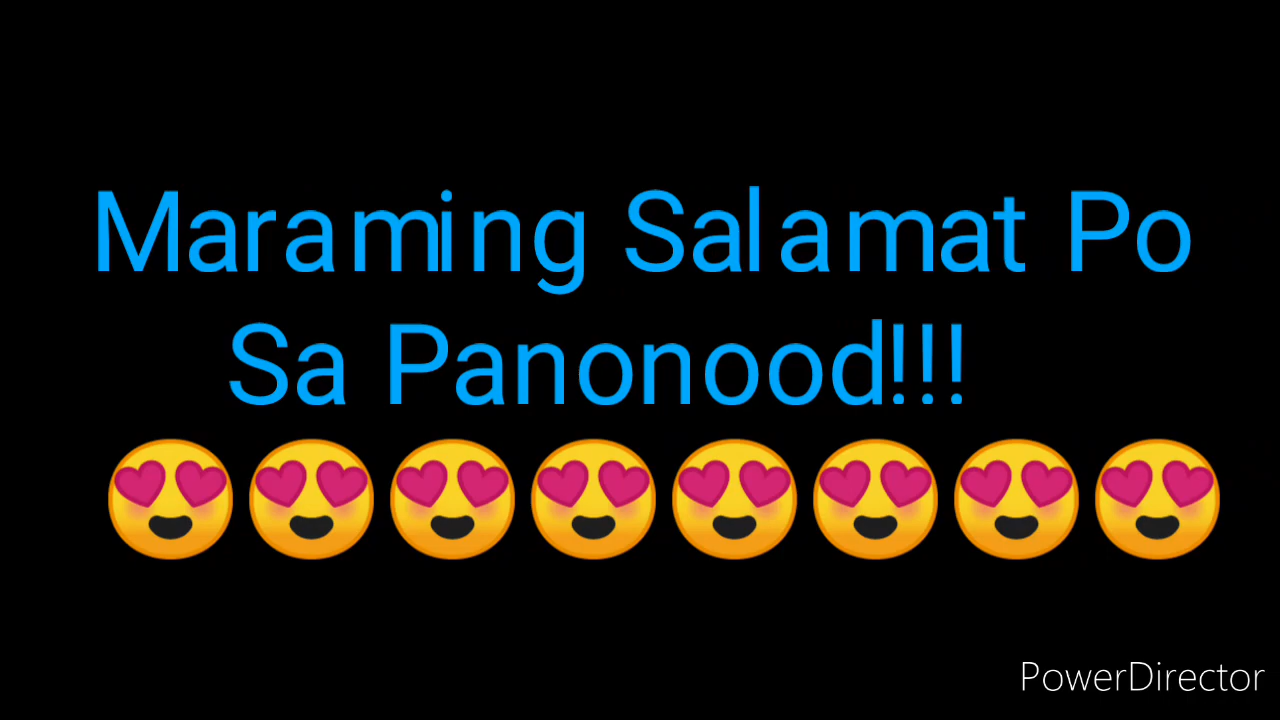 Maraming Salamat Po
Sa Panonood!!!
😍😍😍😍😍😍😍😍
PowerDirector